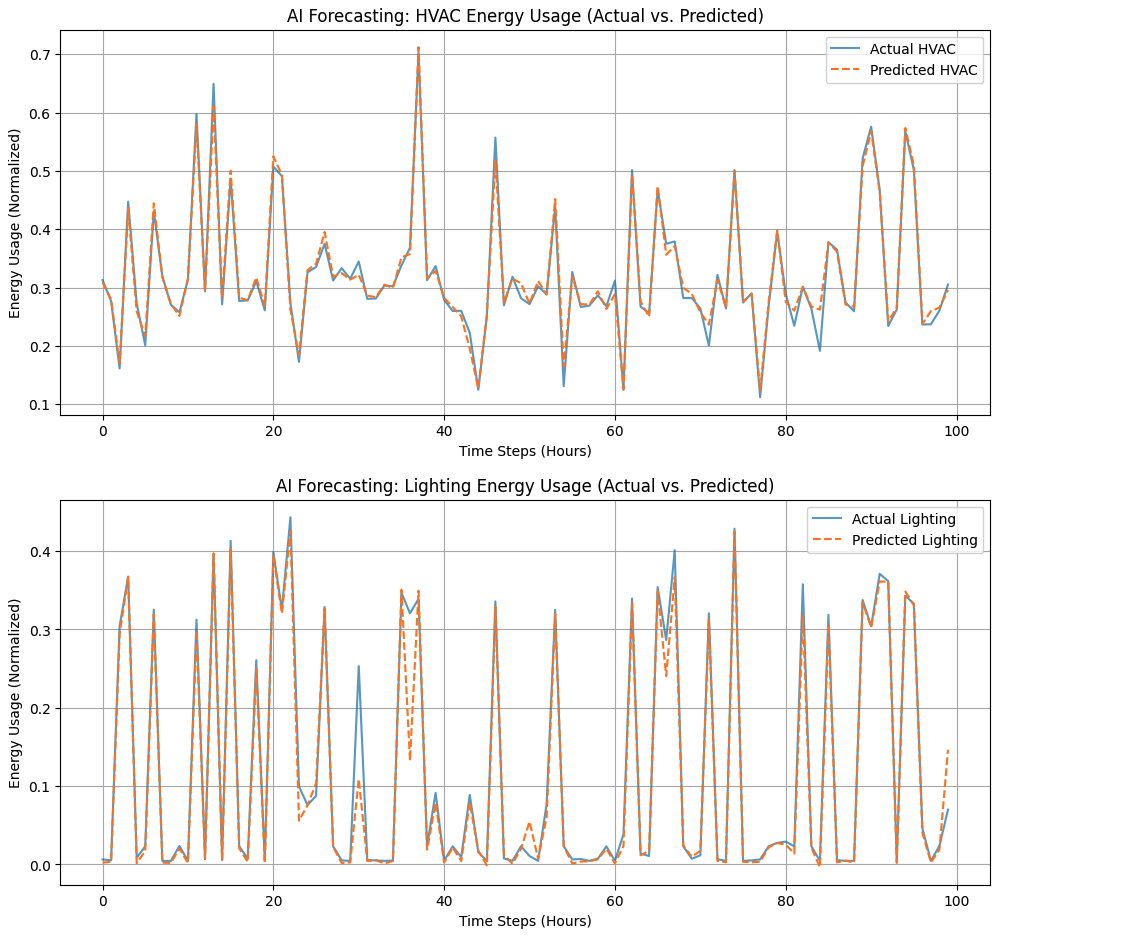 AI Forecasting: HVAC Energy Usage (Actual vs. Predicted)
Actual HVAC
Predicted HVAC
Energy Usage (Normalized)
0.7
0.6
0.5
0.4
0.3
0.2
0.1
0 20 40 60 80 100
Time Steps (Hours)
AI Forecasting: Lighting Energy Usage (Actual vs. Predicted)
Actual Lighting
Predicted Lighting
Energy Usage (Normalized)
0.4
0.3
0.2
0.1
0.0
0 20 40 60 80 100
Time Steps (Hours)